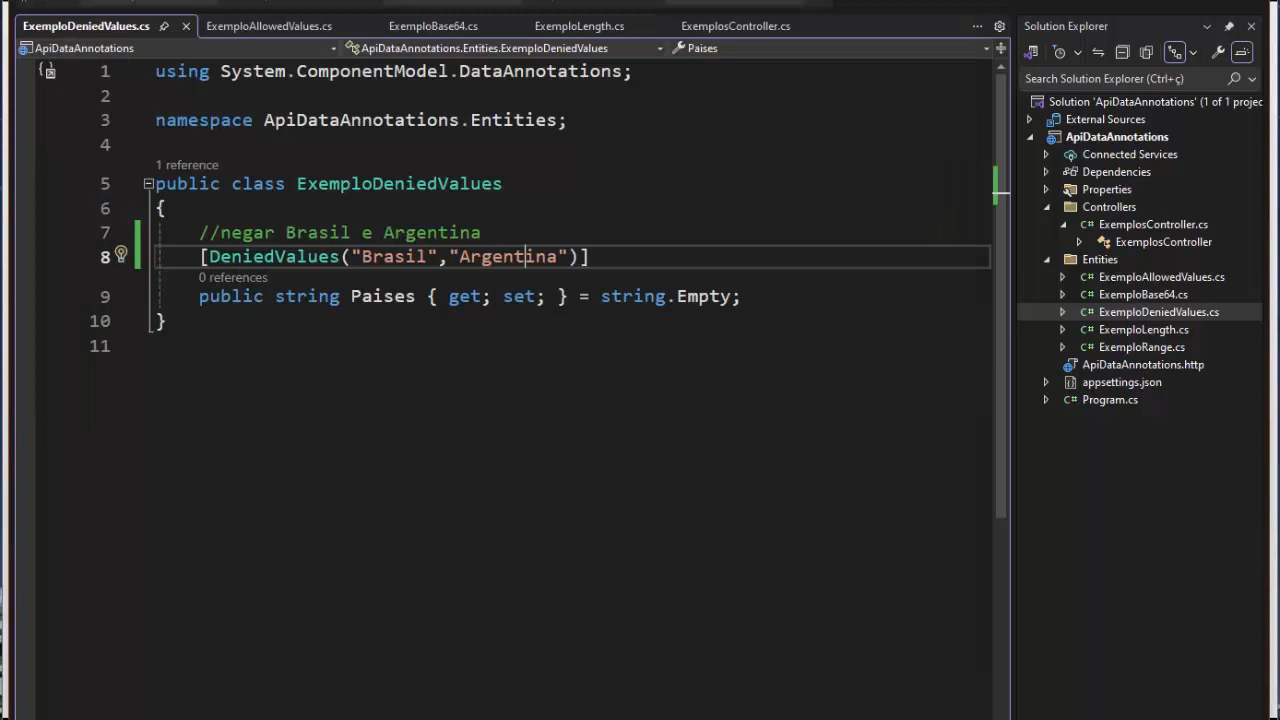 ExemploDeniedValues.cs
ExemploAllowedValues.cs
ExemploBase64.cs
ExemploLength.cs
ExemplosController.cs
ApiDataAnnotations
ApiDataAnnotations.Entities.ExemploDeniedValues
Paises
1 using System.ComponentModel.DataAnnotations;
2
3 namespace ApiDataAnnotations.Entities;
4
1 reference
5 public class ExemploDeniedValues
6 {
7 //negar Brasil e Argentina
8 [DeniedValues("Brasil","Argentina")]
0 references
9 public string Paises { get; set; } = string.Empty;
10 }
11
Solution Explorer
Search Solution Explorer (Ctrl+ç)
Solution 'ApiDataAnnotations' (1 of 1 projec
External Sources
ApiDataAnnotations
Connected Services
Dependencies
Properties
Controllers
C# ExemplosController.cs
ExemplosController
Entities
C# ExemploAllowedValues.cs
C# ExemploBase64.cs
C# ExemploDeniedValues.cs
C# ExemploLength.cs
C# ExemploRange.cs
ApiDataAnnotations.http
appsettings.json
C# Program.cs